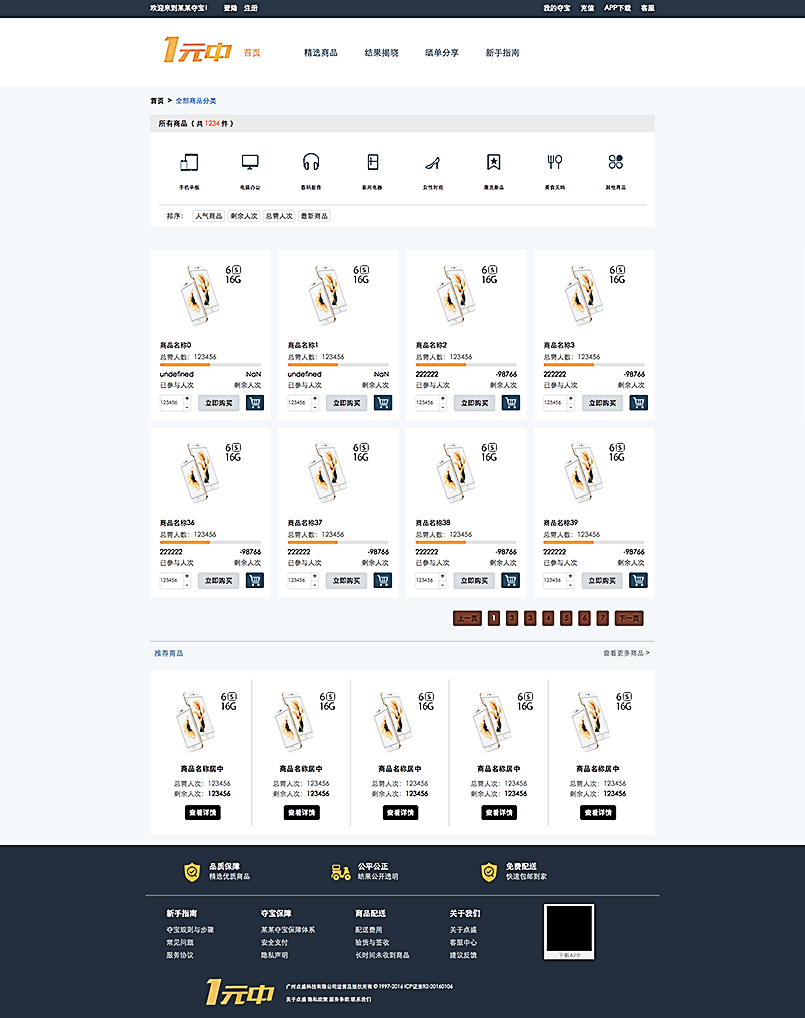 欢迎来到某某夺宝! 登陆 注册 我的夺宝 充值 APP下载 客服
1元中 首页 精选商品 结果揭晓 晒单分享 新手指南
首页 > 全部商品分类
所有商品 ( 共 1234 件 )
手机平板 电脑办公 数码影音 家用电器 女性时尚 潮流新品 美食天地 其他商品
排序: 人气商品 剩余人次 总需人次 最新商品
6S 6S 6S 6S
16G 16G 16G 16G
商品名称0 商品名称1 商品名称2 商品名称3
总需人数: 123456 总需人数: 123456 总需人数: 123456 总需人数: 123456
undefined NaN undefined NaN 222222 -98766 222222 -98766
已参与人次 剩余人次 已参与人次 剩余人次 已参与人次 剩余人次 已参与人次 剩余人次
123456 + - 立即购买 123456 + - 立即购买 123456 + - 立即购买 123456 + - 立即购买
6S 6S 6S 6S
16G 16G 16G 16G
商品名称36 商品名称37 商品名称38 商品名称39
总需人数: 123456 总需人数: 123456 总需人数: 123456 总需人数: 123456
222222 -98766 222222 -98766 222222 -98766 222222 -98766
已参与人次 剩余人次 已参与人次 剩余人次 已参与人次 剩余人次 已参与人次 剩余人次
123456 + - 立即购买 123456 + - 立即购买 123456 + - 立即购买 123456 + - 立即购买
上一页 1 2 3 4 5 6 7 下一页
推荐商品 查看更多商品 >
6S 6S 6S 6S 6S
16G 16G 16G 16G 16G
商品名称居中 商品名称居中 商品名称居中 商品名称居中 商品名称居中
总需人次: 123456 总需人次: 123456 总需人次: 123456 总需人次: 123456 总需人次: 123456
剩余人次: 123456 剩余人次: 123456 剩余人次: 123456 剩余人次: 123456 剩余人次: 123456
查看详情 查看详情 查看详情 查看详情 查看详情
品质保障 公平公正 免费配送
精选优质商品 结果公开透明 快速包邮到家
新手指南 夺宝保障 商品配送 关于我们
夺宝规则与步骤 某某夺宝保障体系 配送费用 关于点盛
常见问题 安全支付 验货与签收 客服中心
服务协议 隐私声明 长时间未收到商品 建议反馈
下载APP
1元中 广州点盛科技有限公司运营及版权所有 © 1997-2016 ICP证浙B2-20160106
关于点盛 隐私政策 服务条款 联系我们